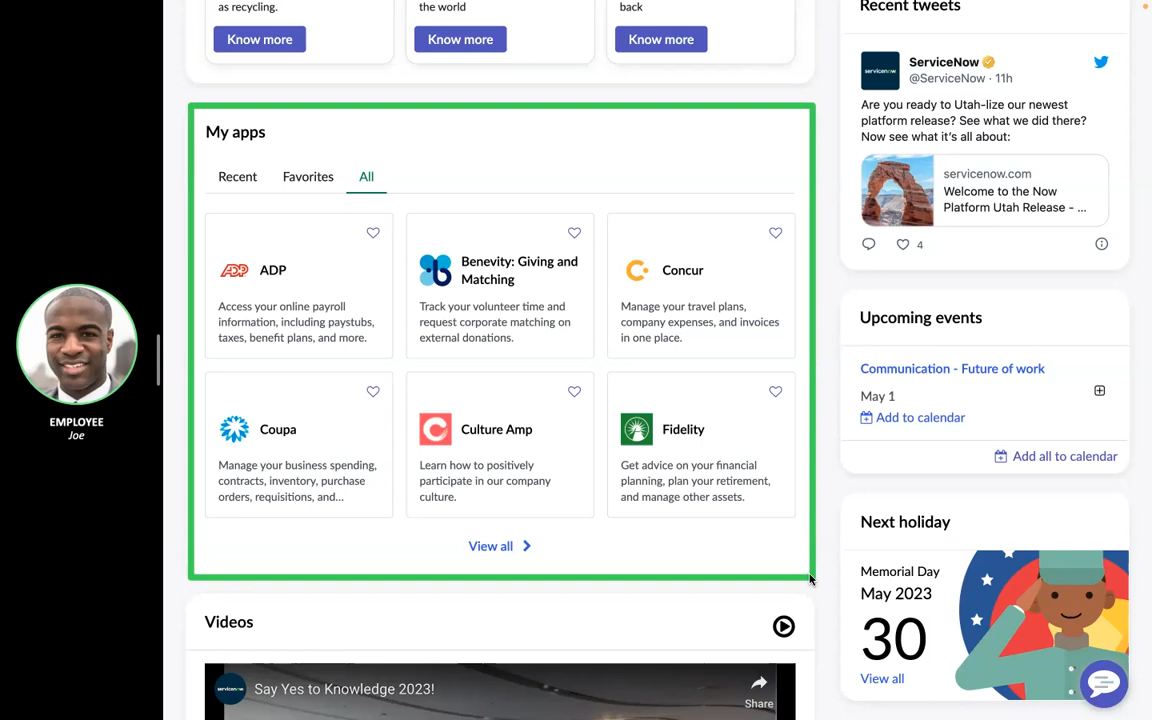 as recycling.
the world
back
Know more
Know more
Know more
EMPLOYEE
Joe
My apps
Recent
Favorites
All
ADP
ADP
Access your online payroll
information, including paystubs,
taxes, benefit plans, and more.
Benevity: Giving and
Matching
Track your volunteer time and
request corporate matching on
external donations.
Concur
Manage your travel plans,
company expenses, and invoices
in one place.
Coupa
Manage your business spending,
contracts, inventory, purchase
orders, requisitions, and...
Culture Amp
Learn how to positively
participate in our company
culture.
Fidelity
Get advice on your financial
planning, plan your retirement,
and manage other assets.
View all
Videos
servicenow
Say Yes to Knowledge 2023!
Share
Recent tweets
servicenow
ServiceNow
@ServiceNow · 11h
Are you ready to Utah-lize our newest
platform release? See what we did there?
Now see what it's all about:
servicenow.com
Welcome to the Now
Platform Utah Release - ...
4
Upcoming events
Communication - Future of work
May 1
Add to calendar
Add all to calendar
Next holiday
Memorial Day
May 2023
30
View all